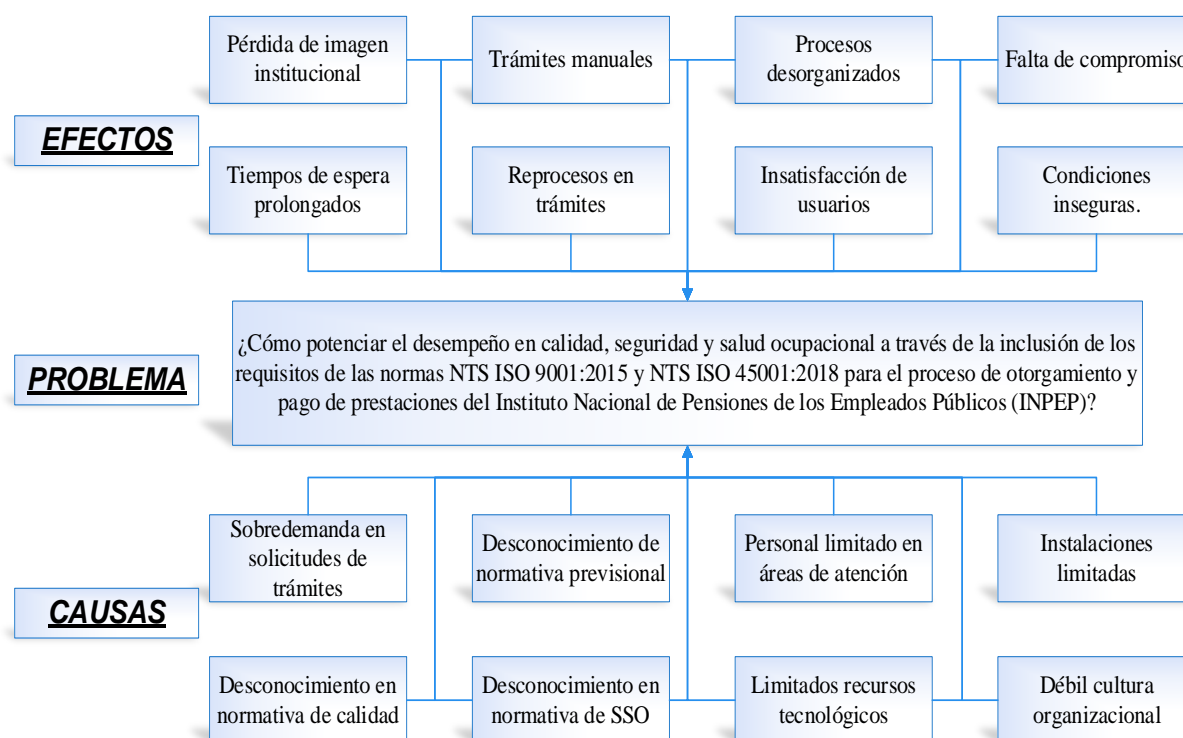 Pérdida de imagen
institucional
Trámites manuales
Procesos
desorganizados
Falta de compromiso
EFECTOS
Tiempos de espera
prolongados
Reprocesos en
trámites
Insatisfacción de
usuarios
Condiciones
inseguras.
PROBLEMA
¿Cómo potenciar el desempeño en calidad, seguridad y salud ocupacional a través de la inclusión de los
requisitos de las normas NTS ISO 9001:2015 y NTS ISO 45001:2018 para el proceso de otorgamiento y
pago de prestaciones del Instituto Nacional de Pensiones de los Empleados Públicos (INPEP)?
Sobredemanda en
solicitudes de
trámites
Desconocimiento de
normativa previsional
Personal limitado en
áreas de atención
Instalaciones
limitadas
CAUSAS
Desconocimiento en
normativa de calidad
Desconocimiento en
normativa de SSO
Limitados recursos
tecnológicos
Débil cultura
organizacional